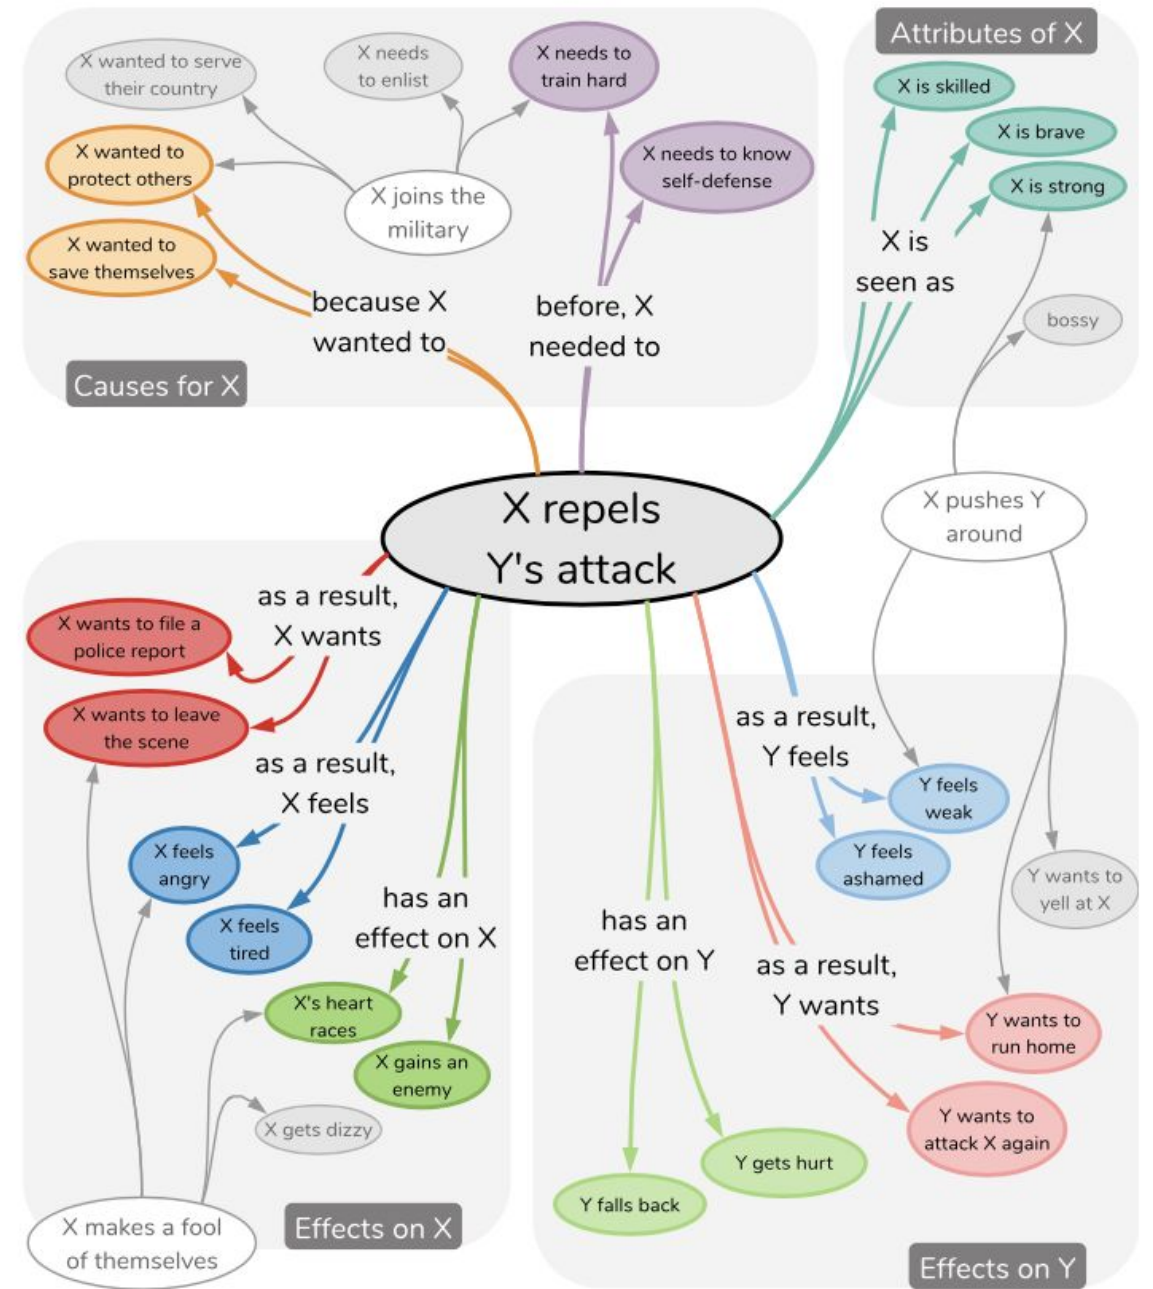 Attributes of X
X wanted to serve
their country
X needs
to enlist
X needs to
train hard
X is skilled
X is brave
X is strong
X wanted to
protect others
X needs to know
self-defense
X joins the
military
X wanted to
save themselves
X is
seen as
because X
wanted to
before, X
needed to
bossy
Causes for X
X repels
Y's attack
X pushes Y
around
as a result,
X wants
X wants to file a
police report
X wants to leave
the scene
as a result,
X feels
X feels
angry
X feels
tired
has an
effect on X
X's heart
races
X gains an
enemy
X gets dizzy
X makes a fool
of themselves
Effects on X
as a result,
Y feels
Y feels
weak
Y feels
ashamed
Y wants to
yell at X
has an
effect on Y
as a result,
Y wants
Y wants to
run home
Y wants to
attack X again
Y gets hurt
Y falls back
Effects on Y